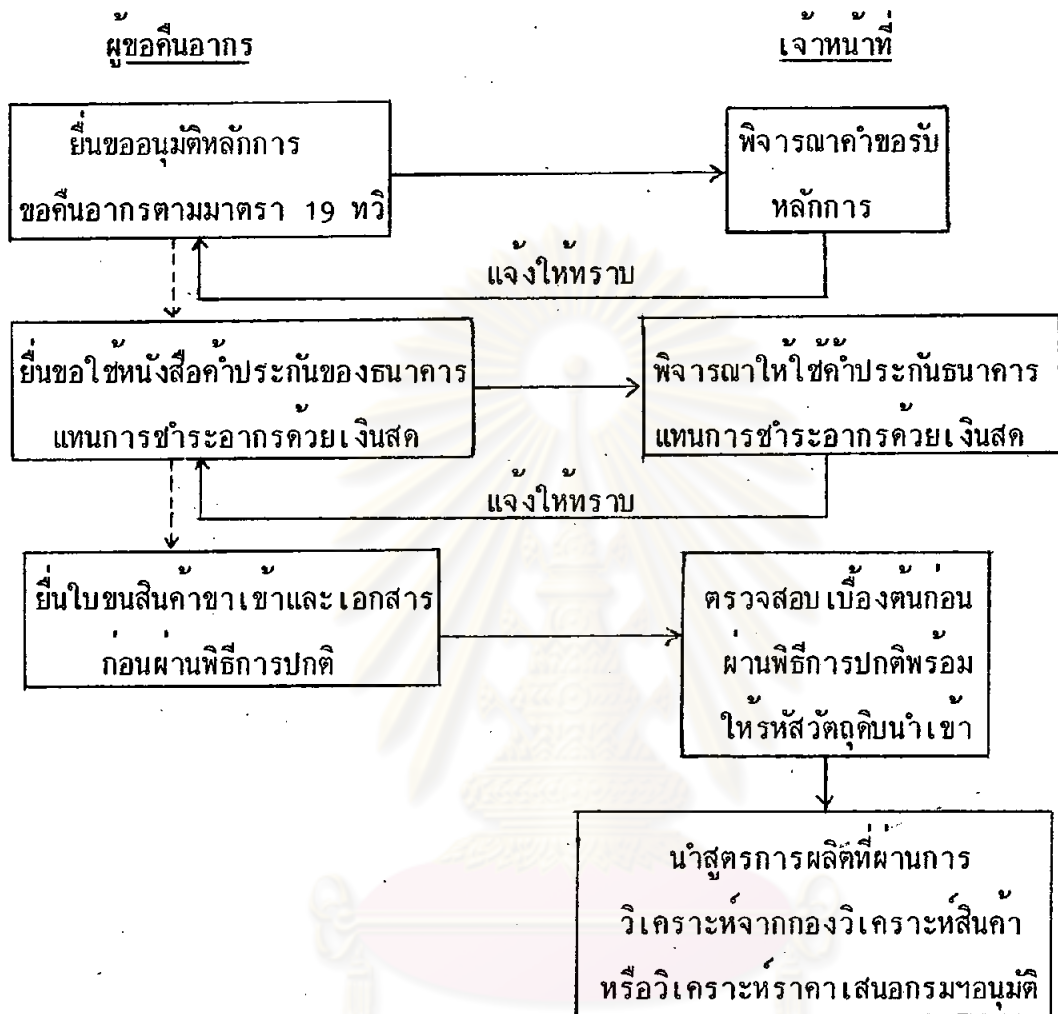 ผู้ขอคืนอากร
เจ้าหน้าที่
ยื่นขออนุมัติหลักการ
ขอคืนอากรตามมาตรา 19 ทวิ
พิจารณาคำขอรับ
หลักการ
แจ้งให้ทราบ
ยื่นขอใช้หนังสือค้ำประกันของธนาคาร
แทนการชำระอากรด้วยเงินสด
พิจารณาให้ใช้ค้ำประกันธนาคาร
แทนการชำระอากรด้วยเงินสด
แจ้งให้ทราบ
ยื่นใบขนสินค้าขาเข้าและเอกสาร
ก่อนผ่านพิธีการปกติ
ตรวจสอบเบื้องต้นก่อน
ผ่านพิธีการปกติพร้อม
ให้รหัสวัตถุดิบนำเข้า
นำสูตรการผลิตที่ผ่านการ
วิเคราะห์จากกองวิเคราะห์สินค้า
หรือวิเคราะห์ราคาเสนอกรมฯอนุมัติ